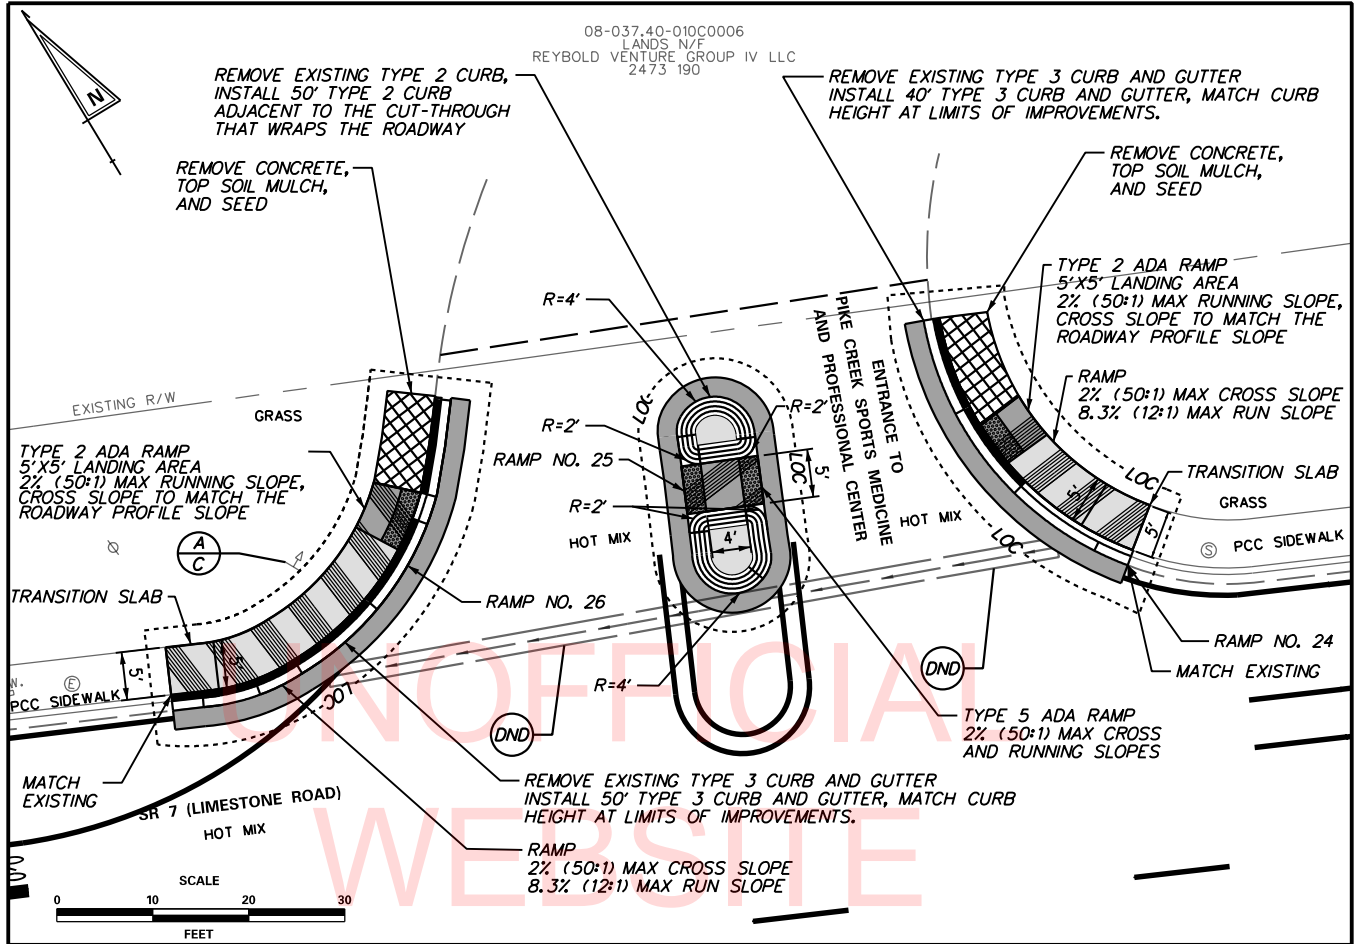 08-037.40-010C0006
LANDS N/F
REYBOLD VENTURE GROUP IV LLC
2473 190
N
REMOVE EXISTING TYPE 2 CURB,
INSTALL 50' TYPE 2 CURB
ADJACENT TO THE CUT-THROUGH
THAT WRAPS THE ROADWAY
REMOVE EXISTING TYPE 3 CURB AND GUTTER
INSTALL 40' TYPE 3 CURB AND GUTTER, MATCH CURB
HEIGHT AT LIMITS OF IMPROVEMENTS.
REMOVE CONCRETE,
TOP SOIL MULCH,
AND SEED
REMOVE CONCRETE,
TOP SOIL MULCH,
AND SEED
TYPE 2 ADA RAMP
5'X5' LANDING AREA
2% (50:1) MAX RUNNING SLOPE,
CROSS SLOPE TO MATCH THE
ROADWAY PROFILE SLOPE
R=4'
ENTRANCE TO
PIKE CREEK SPORTS MEDICINE
AND PROFESSIONAL CENTER
RAMP
2% (50:1) MAX CROSS SLOPE
8.3% (12:1) MAX RUN SLOPE
EXISTING R/W
GRASS
LOC
R=2'
R=2'
TYPE 2 ADA RAMP
5'X5' LANDING AREA
2% (50:1) MAX RUNNING SLOPE,
CROSS SLOPE TO MATCH THE
ROADWAY PROFILE SLOPE
RAMP NO. 25
LOC
5'
LOC
TRANSITION SLAB
GRASS
R=2'
5'
5'
HOT MIX
HOT MIX
4'
LOC
S
PCC SIDEWALK
A
C
TRANSITION SLAB
RAMP NO. 26
RAMP NO. 24
MATCH EXISTING
5'
5'
W.
E
PCC SIDEWALK
LOC
R=4'
DND
DND
TYPE 5 ADA RAMP
2% (50:1) MAX CROSS
AND RUNNING SLOPES
UNOFFICIAL
WEBSITE
MATCH
EXISTING
SR 7 (LIMESTONE ROAD)
HOT MIX
REMOVE EXISTING TYPE 3 CURB AND GUTTER
INSTALL 50' TYPE 3 CURB AND GUTTER, MATCH CURB
HEIGHT AT LIMITS OF IMPROVEMENTS.
RAMP
2% (50:1) MAX CROSS SLOPE
8.3% (12:1) MAX RUN SLOPE
SCALE
0 10 20 30
FEET